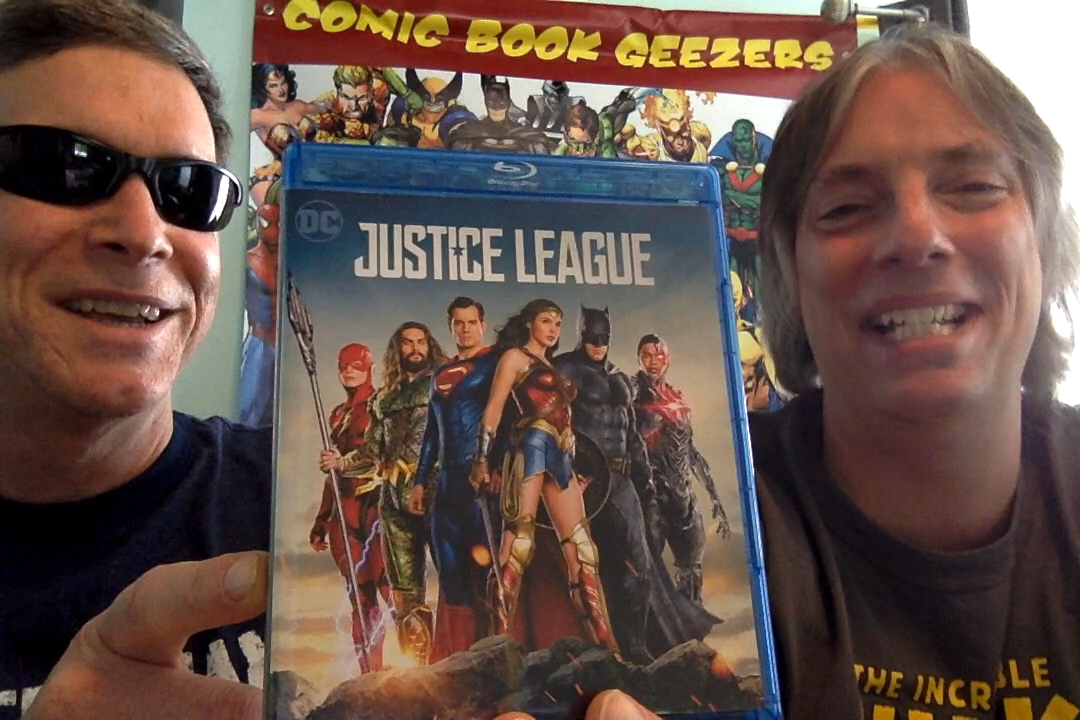 COMIC BOOK GEEZERS
Blu-ray Disc
DC
JUSTICE LEAGUE
THE INCREDIBLE